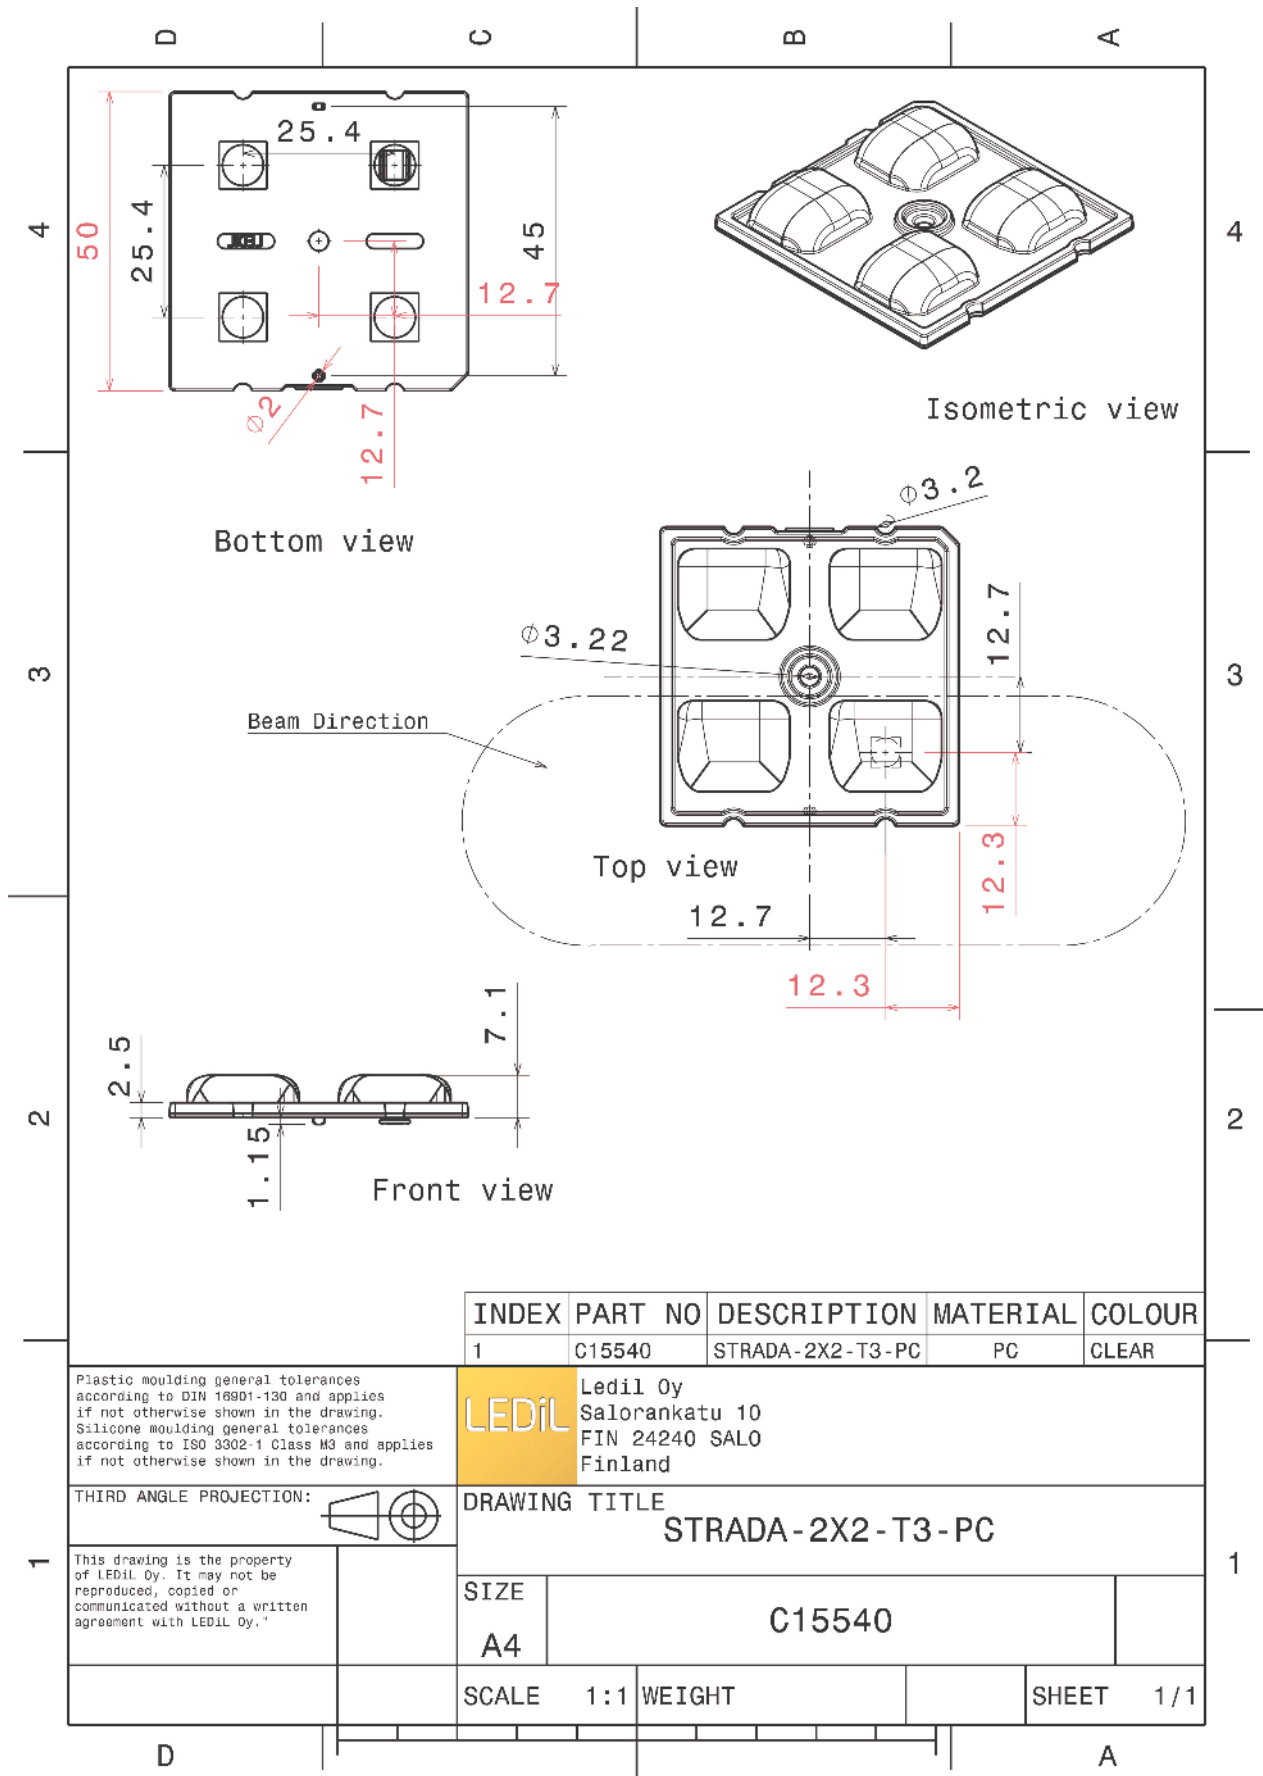 D C B A
4
4
50
25.4
25.4
45
12.7
12.7
Ø2
Bottom view
Isometric view
3
3
Ø3.2
Ø3.22
12.7
Beam Direction
Top view
12.3
12.7
12.3
2
2
2.5
7.1
1.15
Front view
INDEX PART NO DESCRIPTION MATERIAL COLOUR
1 C15540 STRADA-2X2-T3-PC PC CLEAR
Plastic moulding general tolerances
according to DIN 16901-130 and applies
if not otherwise shown in the drawing.
Silicone moulding general tolerances
according to ISO 3302-1 Class M3 and applies
if not otherwise shown in the drawing.
LEDiL
Ledil Oy
Salorankatu 10
FIN 24240 SALO
Finland
THIRD ANGLE PROJECTION:
DRAWING TITLE
STRADA-2X2-T3-PC
1
1
This drawing is the property
of LEDiL Oy. It may not be
reproduced, copied or
communicated without a written
agreement with LEDiL Oy."
SIZE
A4
C15540
SCALE 1:1 WEIGHT SHEET 1/1
D A